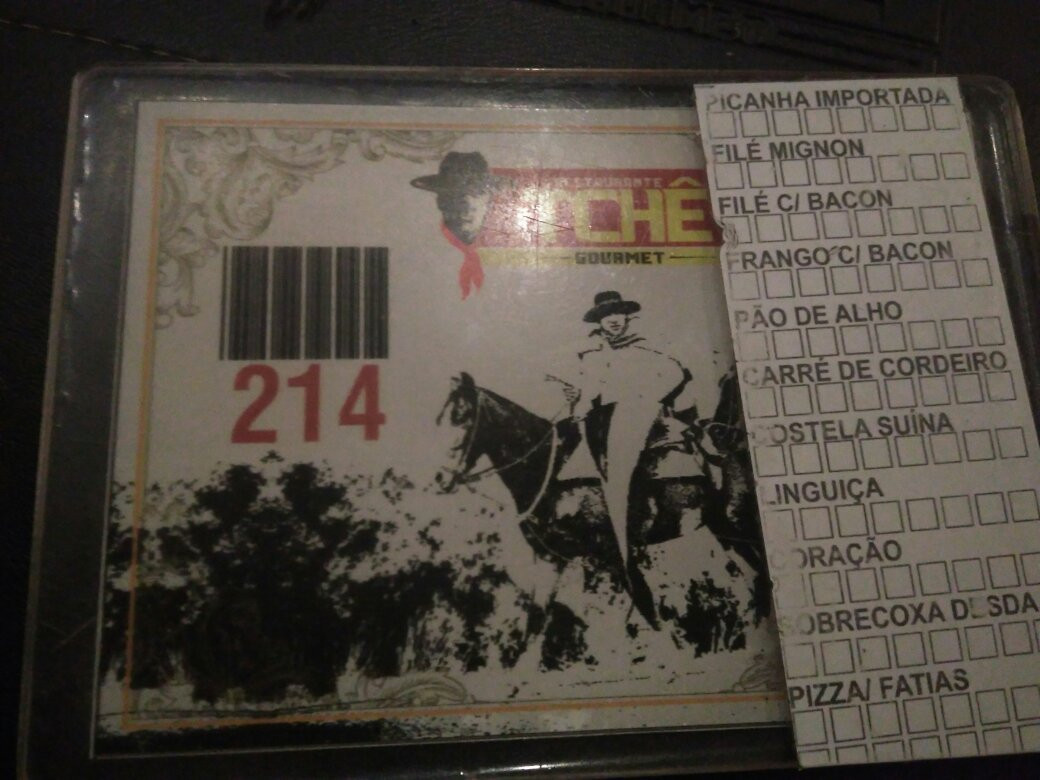 RESTAURANTE
TCHÊ
GOURMET
214
PICANHA IMPORTADA
FILÉ MIGNON
FILÉ C/ BACON
FRANGO C/ BACON
PÃO DE ALHO
CARRÉ DE CORDEIRO
COSTELA SUÍNA
LINGUIÇA
CORAÇÃO
SOBRECOXA DESDA
PIZZA/ FATIAS